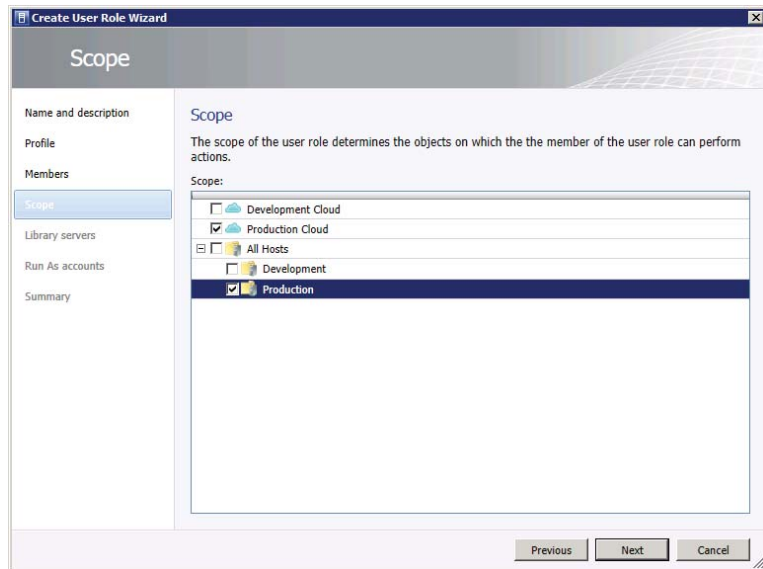 Create User Role Wizard
Scope
Name and description
Profile
Members
Scope
Library servers
Run As accounts
Summary
Scope
The scope of the user role determines the objects on which the the member of the user role can perform
actions.
Scope:
Development Cloud
Production Cloud
All Hosts
Development
Production
Previous
Next
Cancel